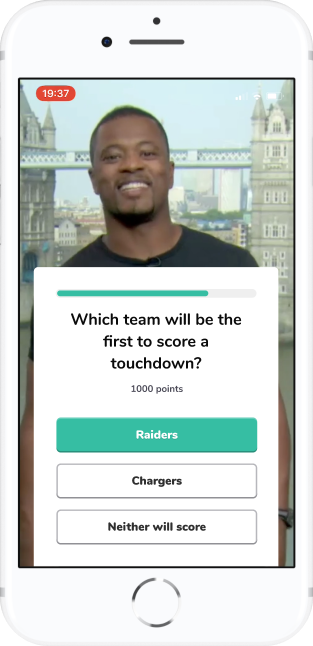 19:37
Which team will be the
first to score a
touchdown?
1000 points
Raiders
Chargers
Neither will score